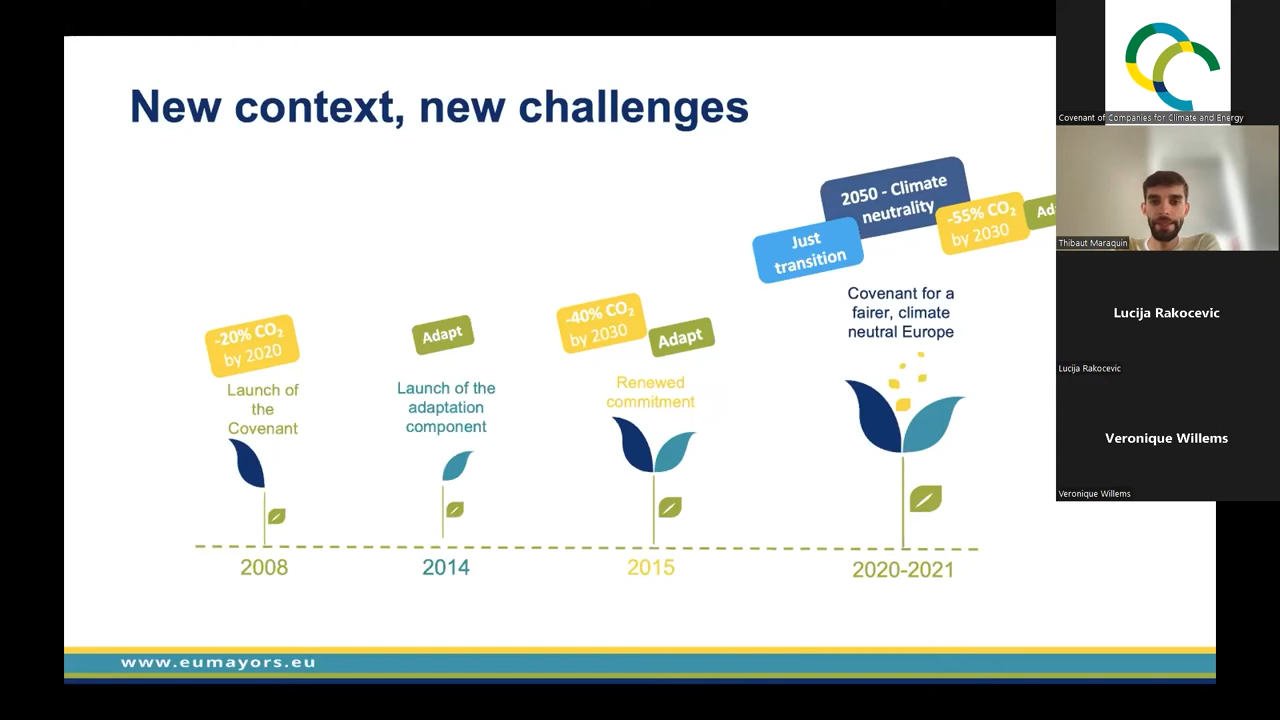 New context, new challenges
-20% CO₂
by 2020
Launch of
the
Covenant
Adapt
Launch of the
adaptation
component
-40% CO₂
by 2030
Adapt
Renewed
commitment
2050 - Climate
neutrality
Just
transition
-55% CO₂
by 2030
Covenant for a
fairer, climate
neutral Europe
2008
2014
2015
2020-2021
www.eumayors.eu
Covenant of Companies for Climate and Energy
Thibaut Maraquin
Lucija Rakocevic
Lucija Rakocevic
Veronique Willems
Veronique Willems